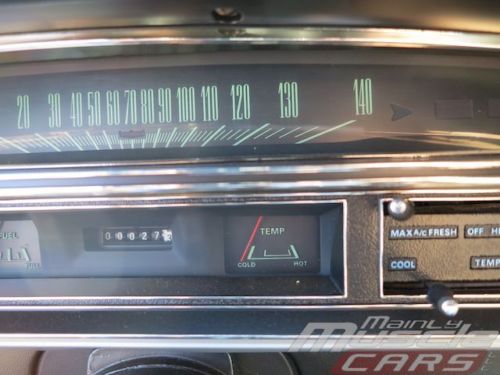 20 30 40 50 60 70 80 90 100 110 120 130 140
FUEL
FULL
00627
TEMP
COLD HOT
MAX A/c FRESH OFF
COOL TEMP
MAINLY
MUSCLE
CARS